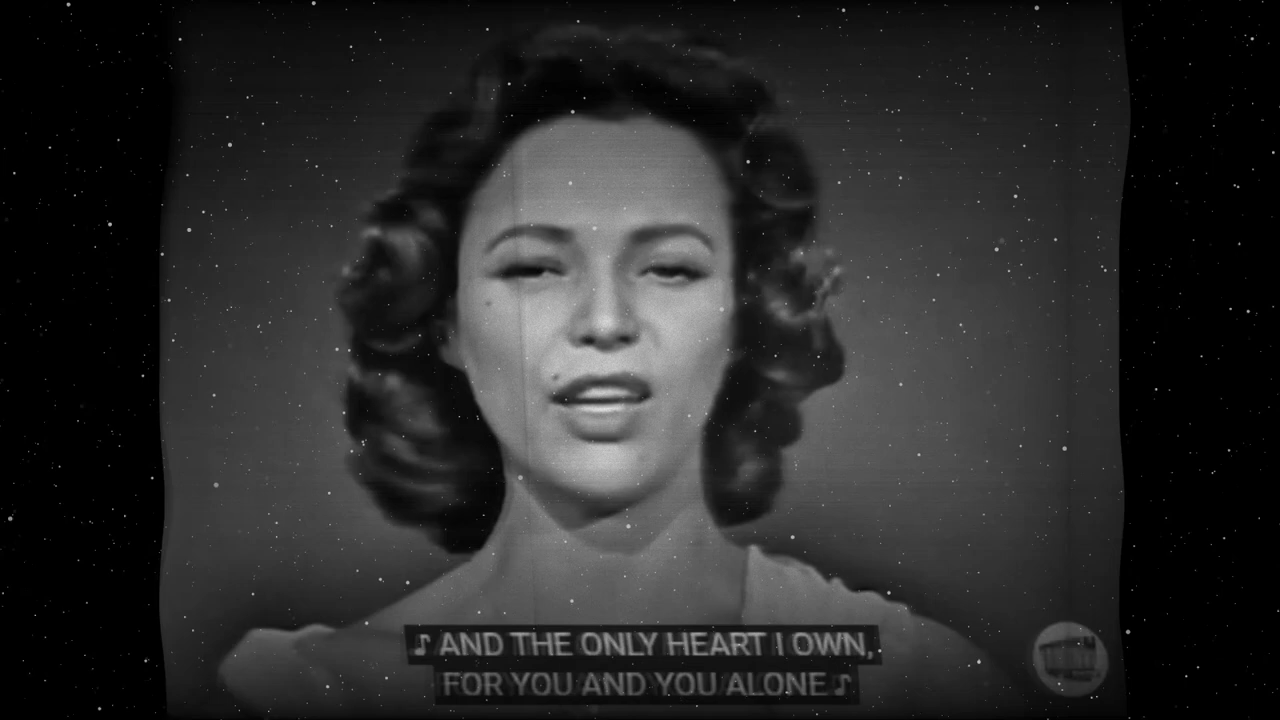 ♪ AND THE ONLY HEART I OWN,
FOR YOU AND YOU ALONE ♪